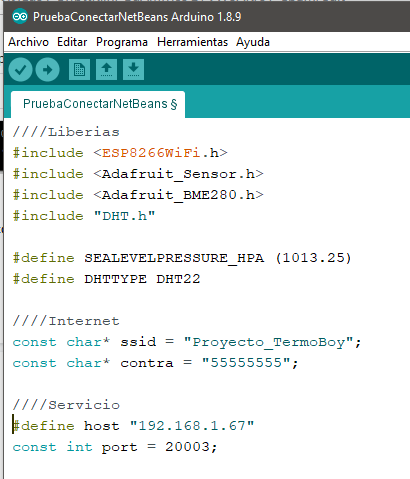 PruebaConectarNetBeans Arduino 1.8.9
Archivo Editar Programa Herramientas Ayuda
PruebaConectarNetBeans §
////Liberias
#include <ESP8266WiFi.h>
#include <Adafruit_Sensor.h>
#include <Adafruit_BME280.h>
#include "DHT.h"
#define SEALEVELPRESSURE_HPA (1013.25)
#define DHTTYPE DHT22
////Internet
const char* ssid = "Proyecto_TermoBoy";
const char* contra = "55555555";
////Servicio
#define host "192.168.1.67"
const int port = 20003;